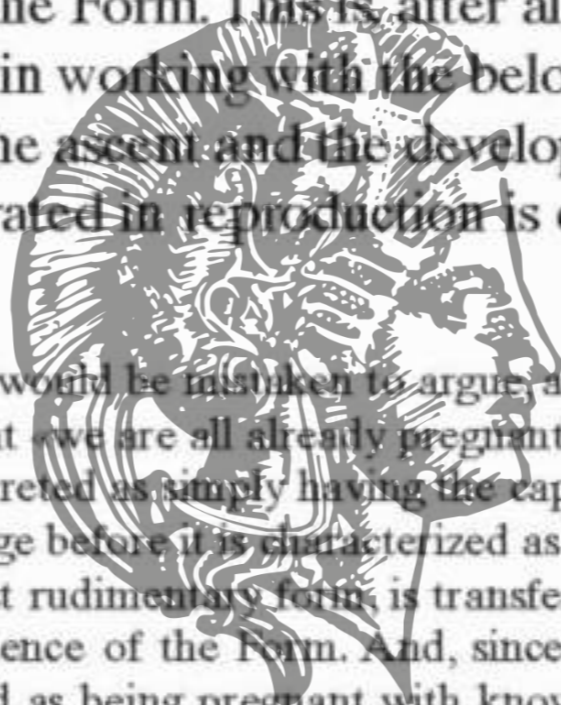 he Form. This is, after al
in working with the belo
he ascent and the develop
rated in reproduction is
would be mistaken to argue, a
t «we are all already pregnant
reted as simply having the cap
ge before it is characterized as
t rudimentary form, is transfe
ence of the Form. And, since
d as being pregnant with know